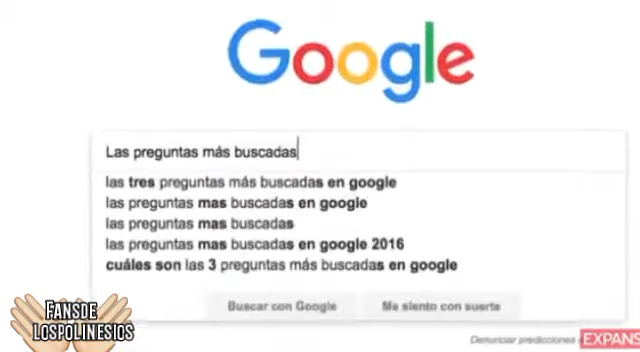 Google
Las preguntas más buscadas
las tres preguntas más buscadas en google
las preguntas mas buscadas en google
las preguntas mas buscadas
las preguntas mas buscadas en google 2016
cuáles son las 3 preguntas más buscadas en google
Buscar con Google Me siento con suerte
Denunciar predicciones
EXPANS
FANSDE
LOSPOLINESIOS